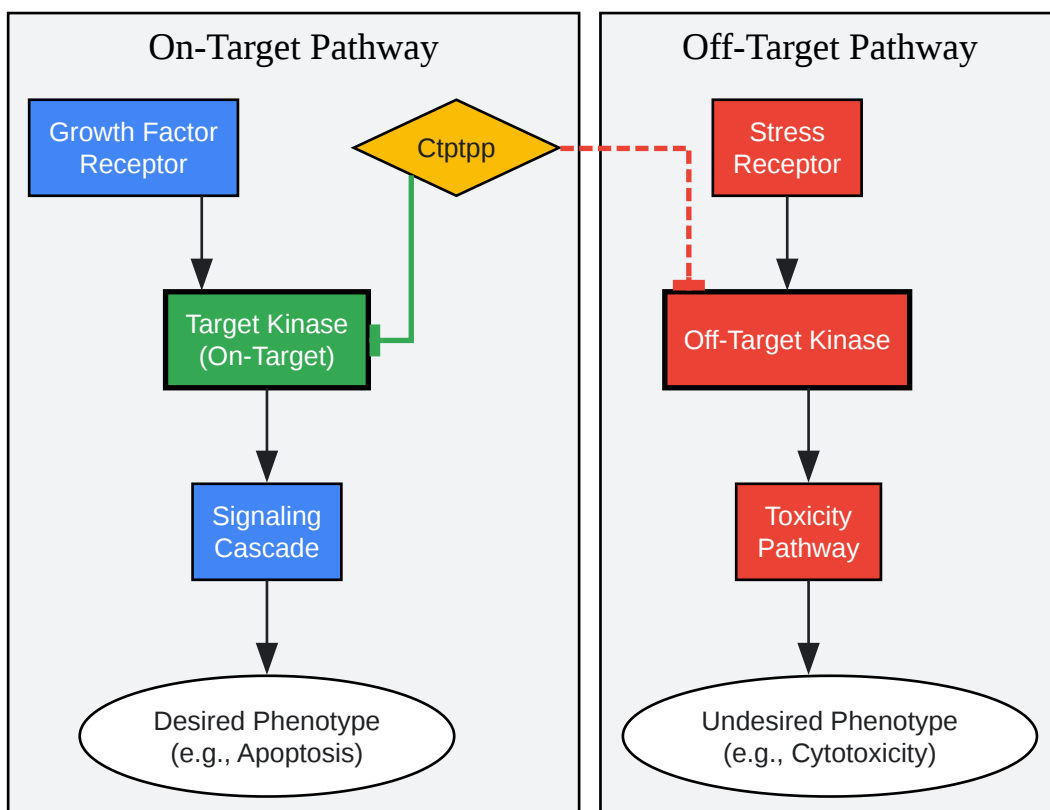 On-Target Pathway
Growth Factor
Receptor
Ctptpp
Target Kinase
(On-Target)
Signaling
Cascade
Desired Phenotype
(e.g., Apoptosis)
Off-Target Pathway
Stress
Receptor
Off-Target Kinase
Toxicity
Pathway
Undesired Phenotype
(e.g., Cytotoxicity)